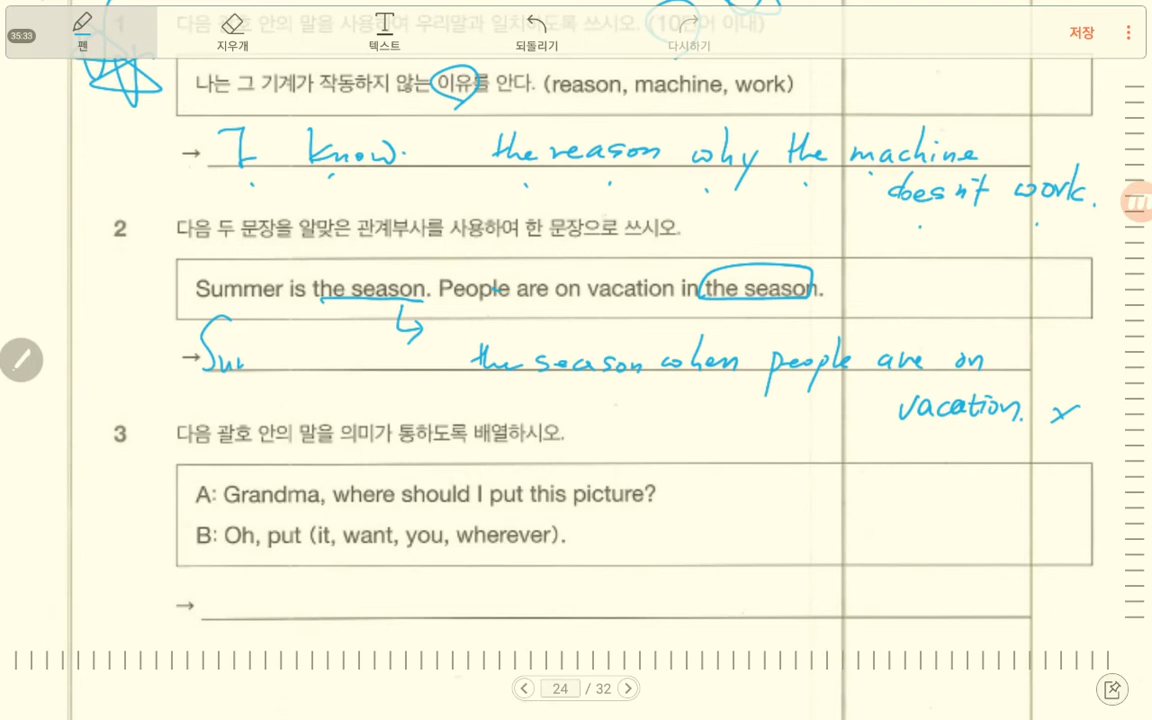 35:33
펜
지우개
텍스트
되돌리기
다시하기
저장
1 다음 괄호 안의 말을 사용하여 우리말과 일치하도록 쓰시오. (10단어 이내)
나는 그 기계가 작동하지 않는 이유를 안다. (reason, machine, work)
→ I know. the reason why the machine
doesn't work.
2 다음 두 문장을 알맞은 관계부사를 사용하여 한 문장으로 쓰시오.
Summer is the season. People are on vacation in the season.
→ Sum the season when people are on
vacation. x
3 다음 괄호 안의 말을 의미가 통하도록 배열하시오.
A: Grandma, where should I put this picture?
B: Oh, put (it, want, you, wherever).
→
24 / 32